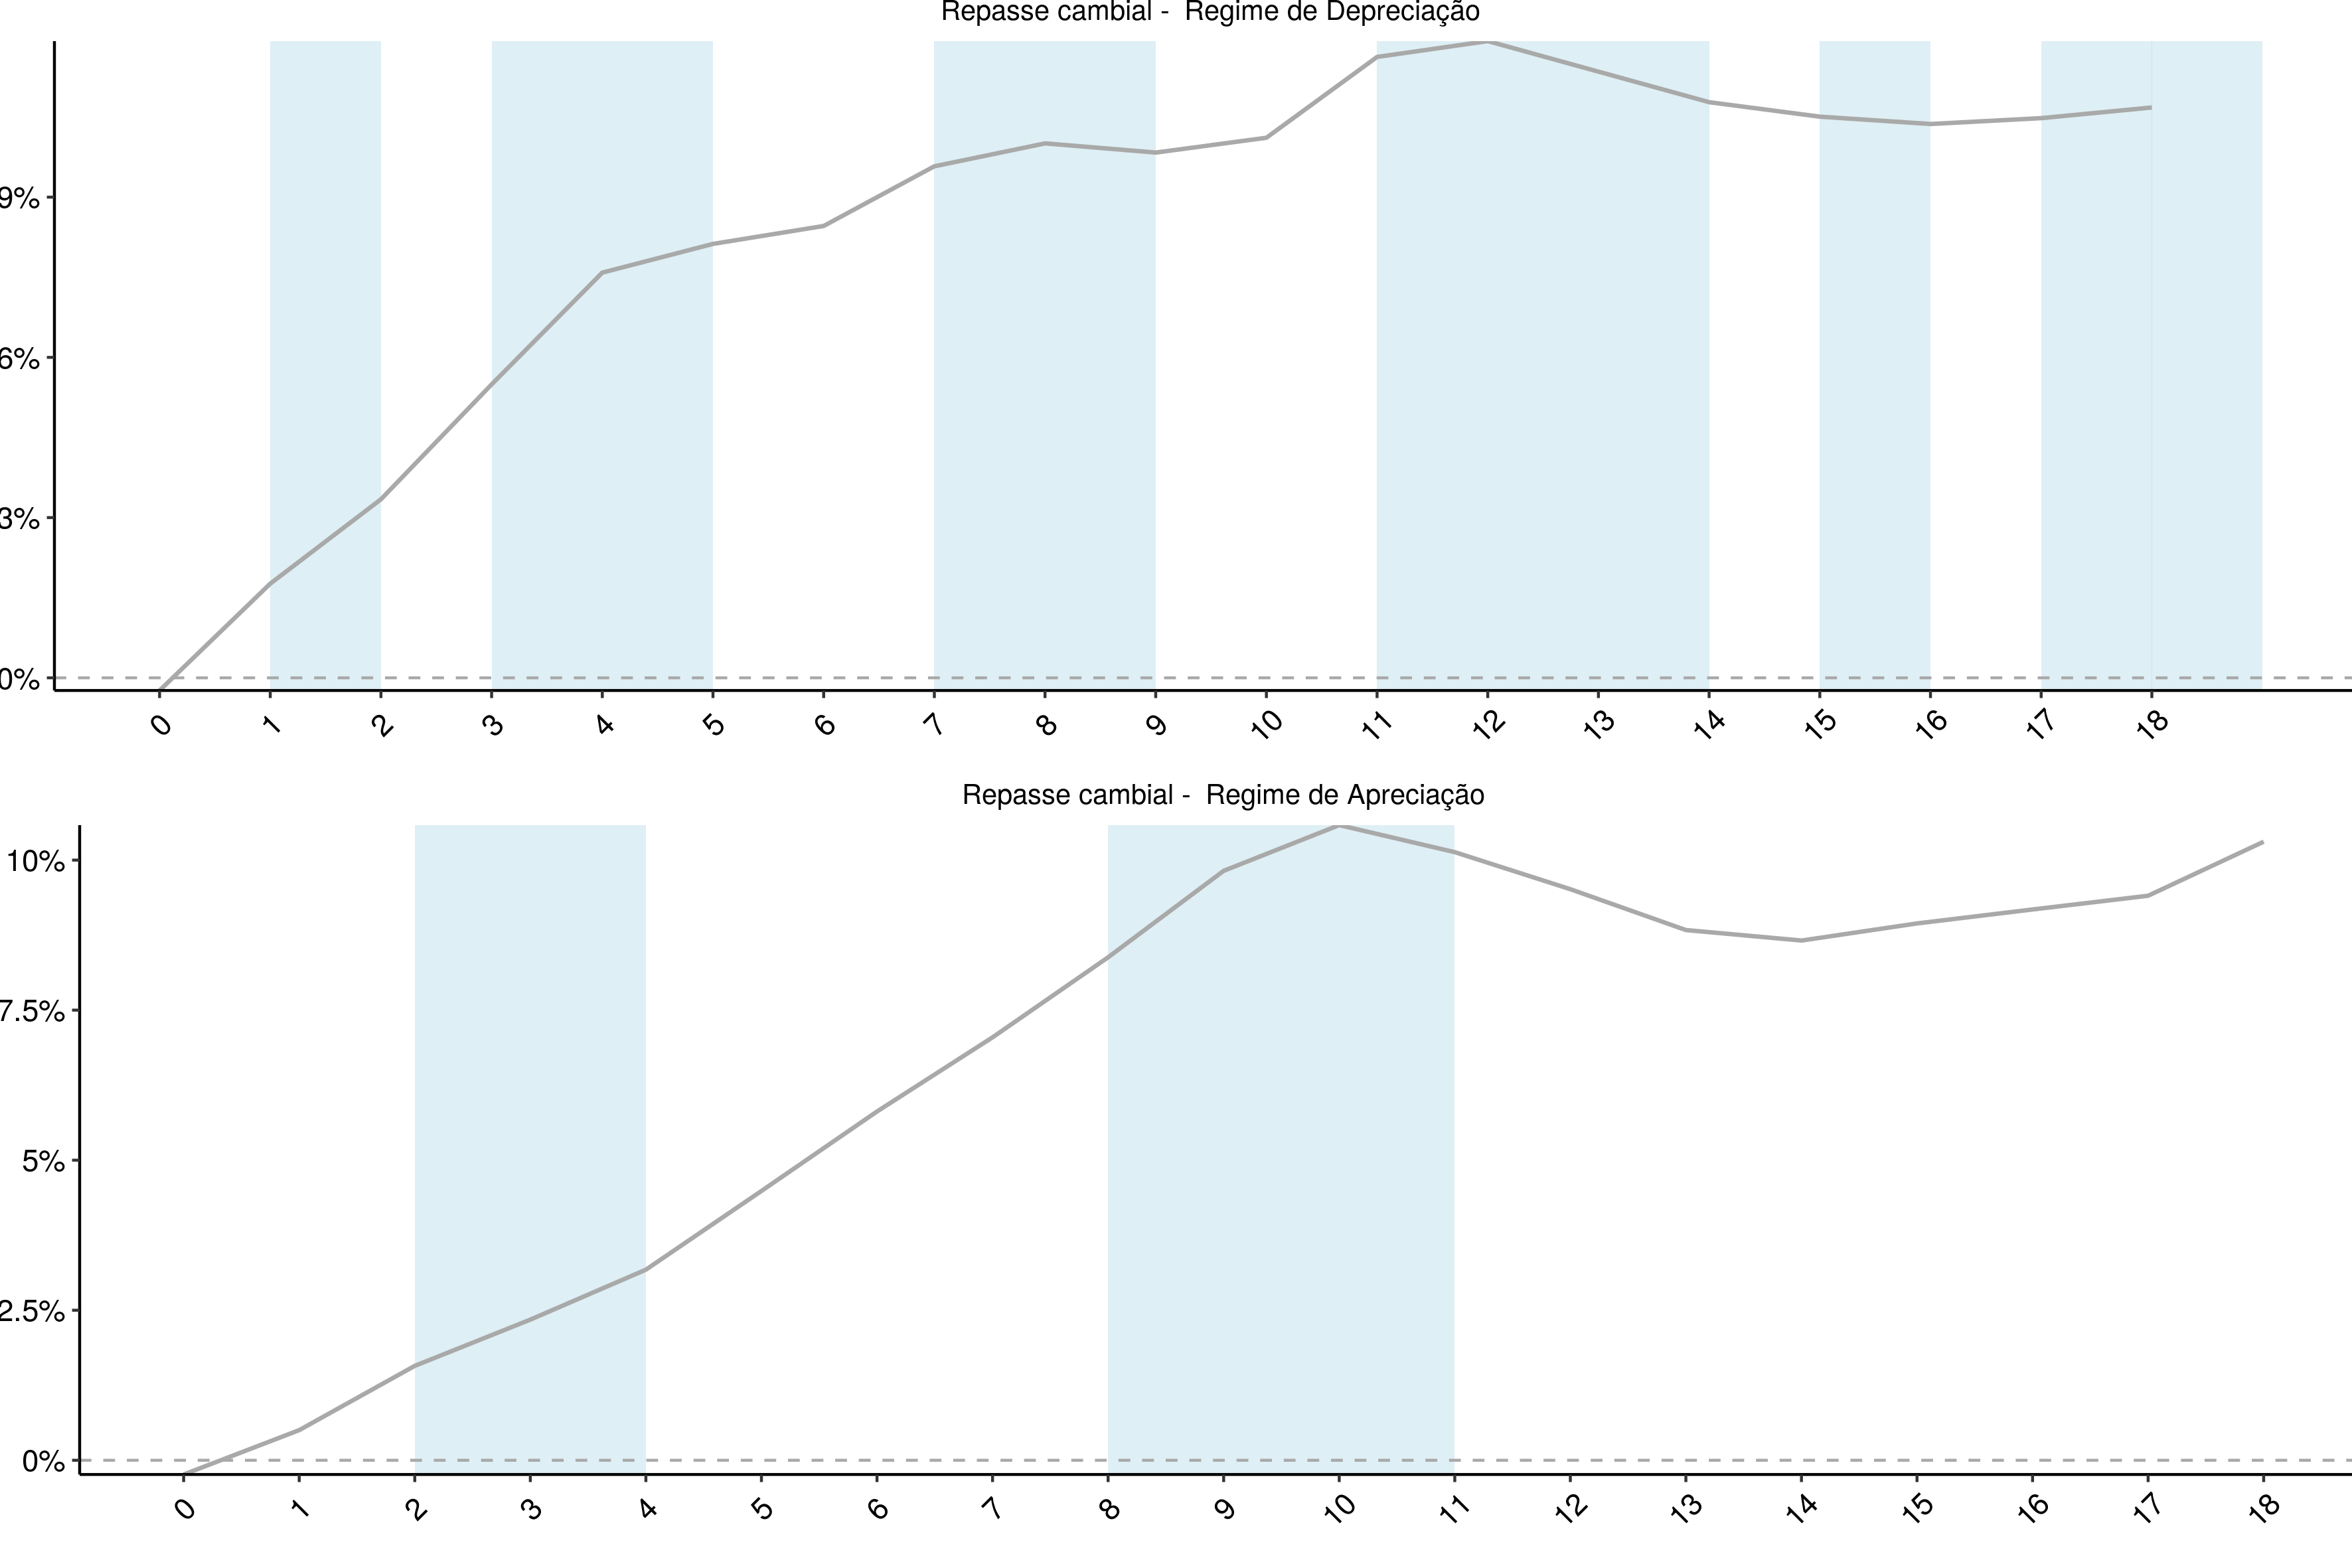 Repasse cambial -  Regime de Depreciação
9%
6%
3%
0%
0 1 2 3 4 5 6 7 8 9 10 11 12 13 14 15 16 17 18
Repasse cambial -  Regime de Apreciação
10%
7.5%
5%
2.5%
0%
0 1 2 3 4 5 6 7 8 9 10 11 12 13 14 15 16 17 18